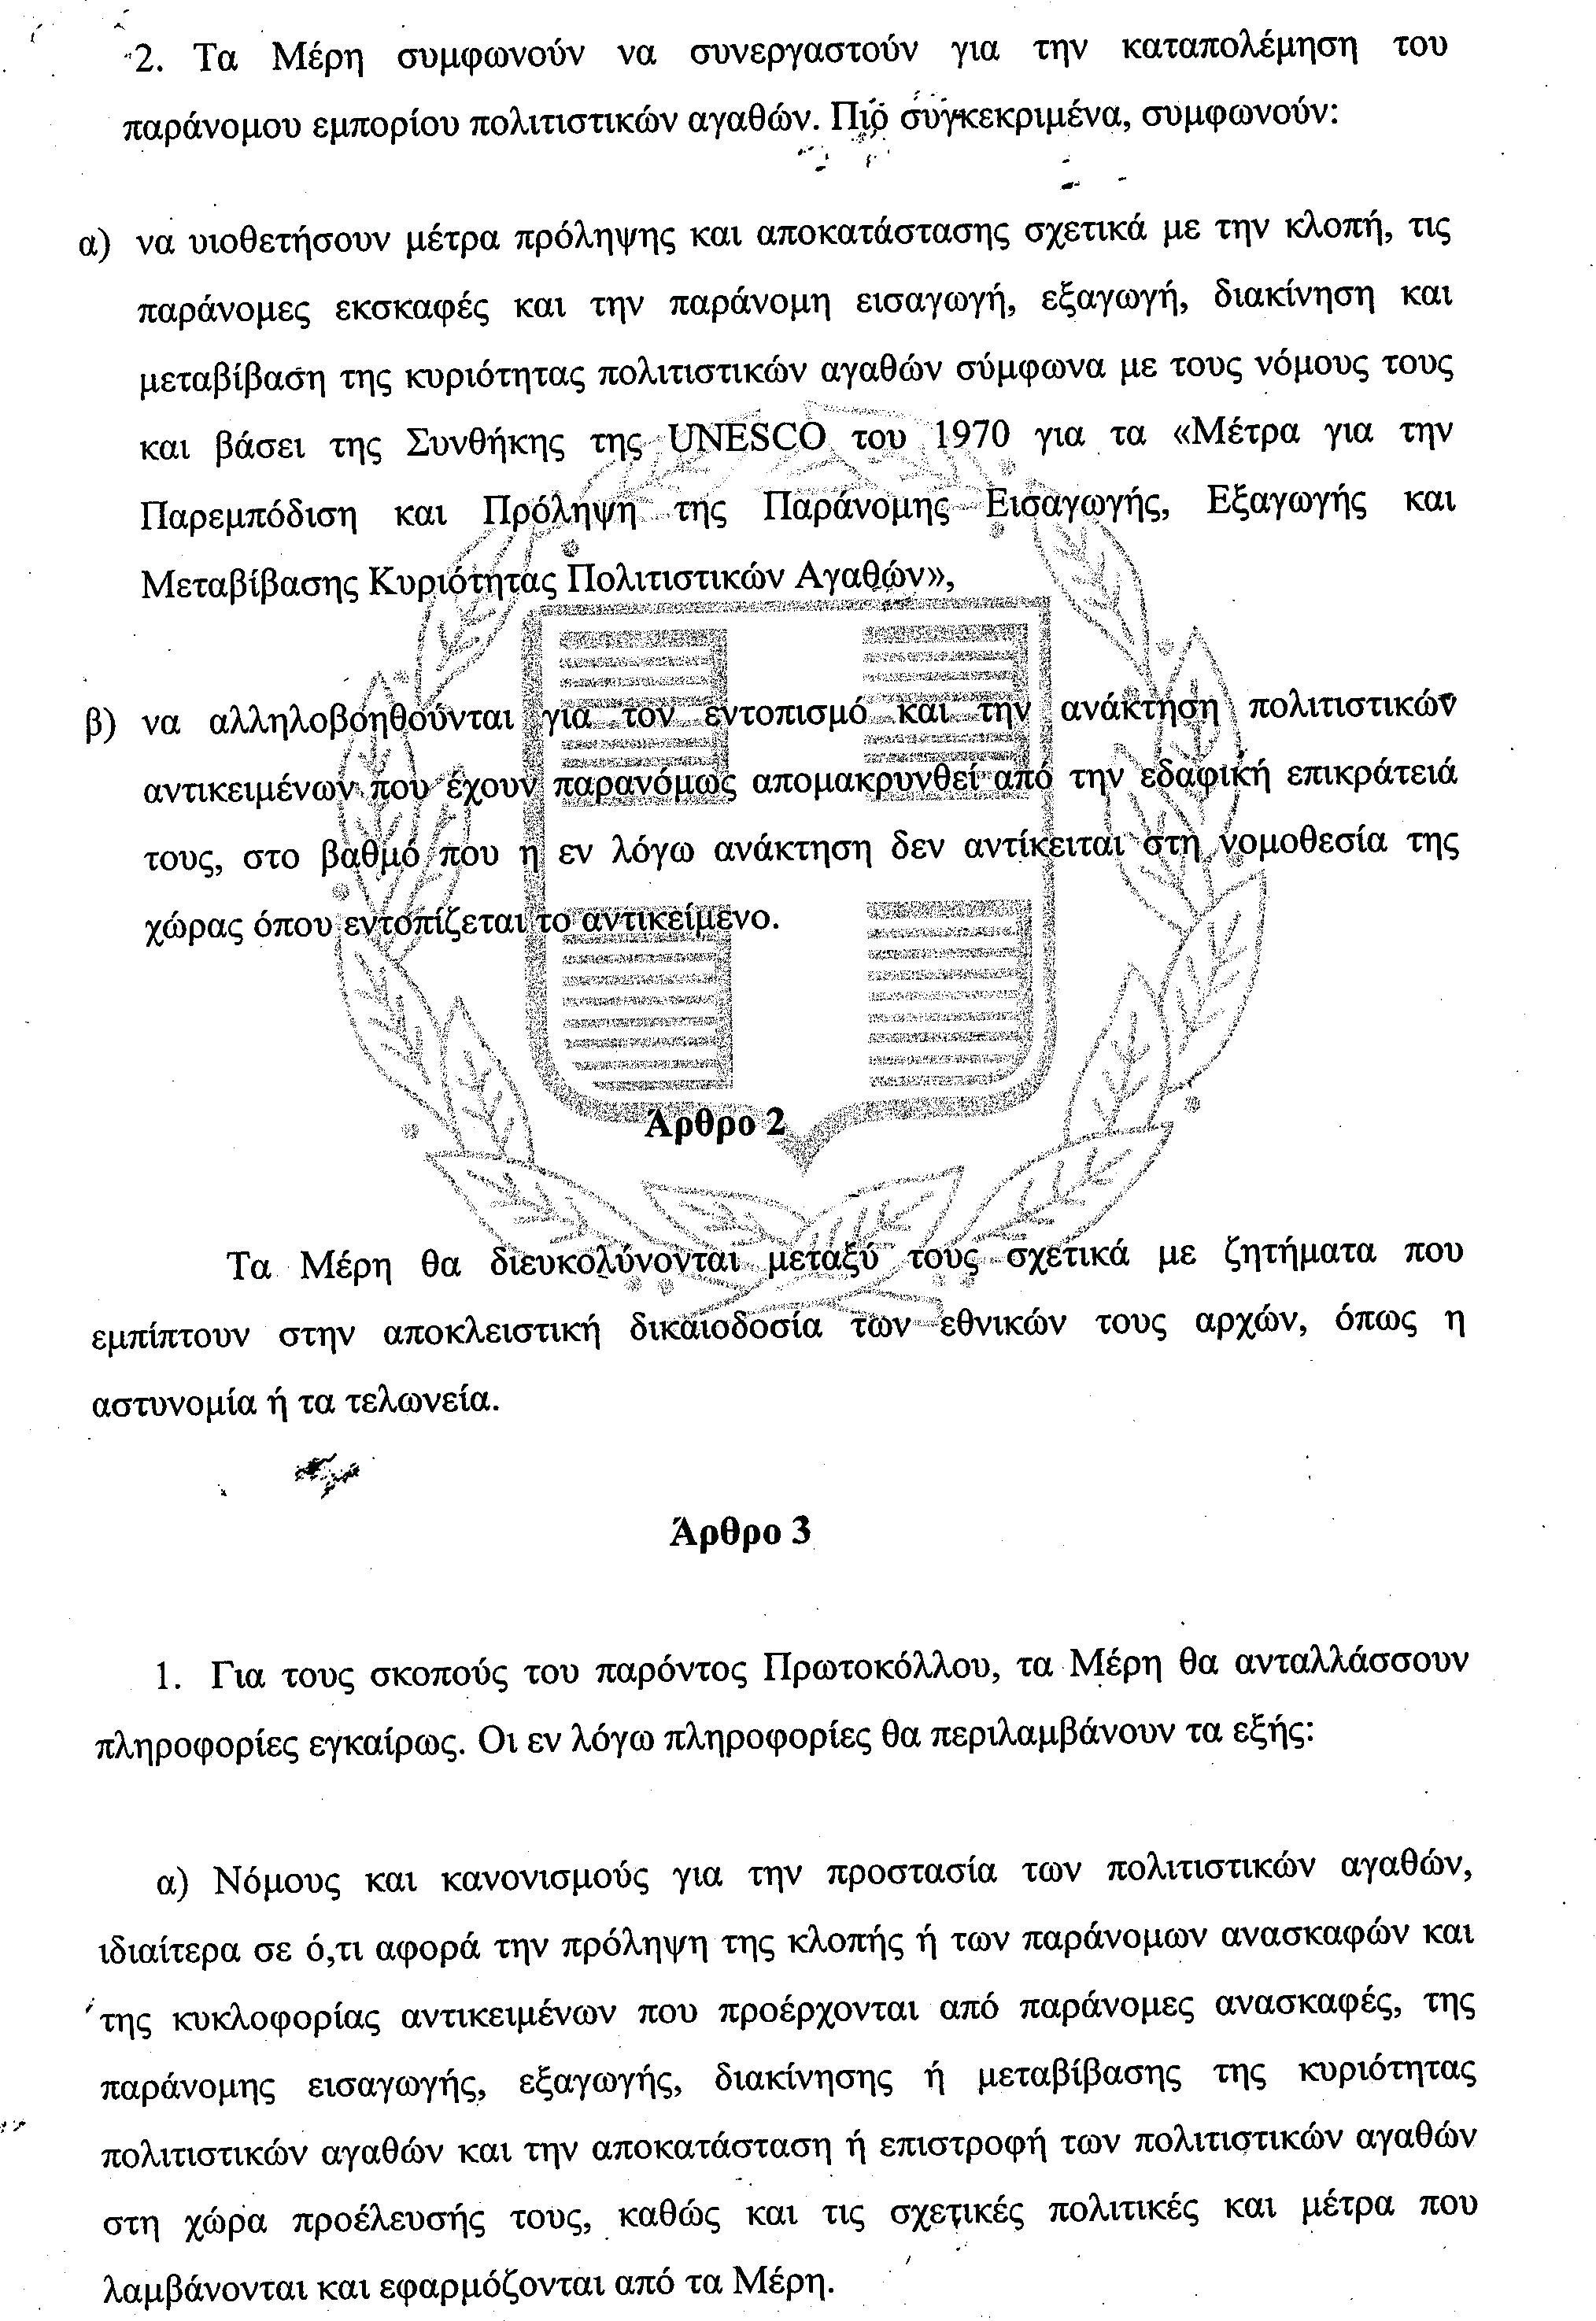 2. Τα Μέρη συμφωνούν να συνεργαστούν για την καταπολέμηση του
παράνομου εμπορίου πολιτιστικών αγαθών. Πιό συγκεκριμένα, συμφωνούν:
α) να υιοθετήσουν μέτρα πρόληψης και αποκατάστασης σχετικά με την κλοπή, τις
παράνομες εκσκαφές και την παράνομη εισαγωγή, εξαγωγή, διακίνηση και
μεταβίβαση της κυριότητας πολιτιστικών αγαθών σύμφωνα με τους νόμους τους
και βάσει της Συνθήκης της UNESCO του 1970 για τα «Μέτρα για την
Παρεμπόδιση και Πρόληψη της Παράνομης Εισαγωγής, Εξαγωγής και
Μεταβίβασης Κυριότητας Πολιτιστικών Αγαθών»,
β) να αλληλοβοηθούνται για τον εντοπισμό και την ανάκτηση πολιτιστικών
αντικειμένων που έχουν παρανόμως απομακρυνθεί από την εδαφική επικράτειά
τους, στο βαθμό που η εν λόγω ανάκτηση δεν αντίκειται στη νομοθεσία της
χώρας όπου εντοπίζεται το αντικείμενο.
Άρθρο 2
Τα Μέρη θα διευκολύνονται μεταξύ τους σχετικά με ζητήματα που
εμπίπτουν στην αποκλειστική δικαιοδοσία των εθνικών τους αρχών, όπως η
αστυνομία ή τα τελωνεία.
Άρθρο 3
1. Για τους σκοπούς του παρόντος Πρωτοκόλλου, τα Μέρη θα ανταλλάσσουν
πληροφορίες εγκαίρως. Οι εν λόγω πληροφορίες θα περιλαμβάνουν τα εξής:
α) Νόμους και κανονισμούς για την προστασία των πολιτιστικών αγαθών,
ιδιαίτερα σε ό,τι αφορά την πρόληψη της κλοπής ή των παράνομων ανασκαφών και
της κυκλοφορίας αντικειμένων που προέρχονται από παράνομες ανασκαφές, της
παράνομης εισαγωγής, εξαγωγής, διακίνησης ή μεταβίβασης της κυριότητας
πολιτιστικών αγαθών και την αποκατάσταση ή επιστροφή των πολιτιστικών αγαθών
στη χώρα προέλευσής τους, καθώς και τις σχετικές πολιτικές και μέτρα που
λαμβάνονται και εφαρμόζονται από τα Μέρη.